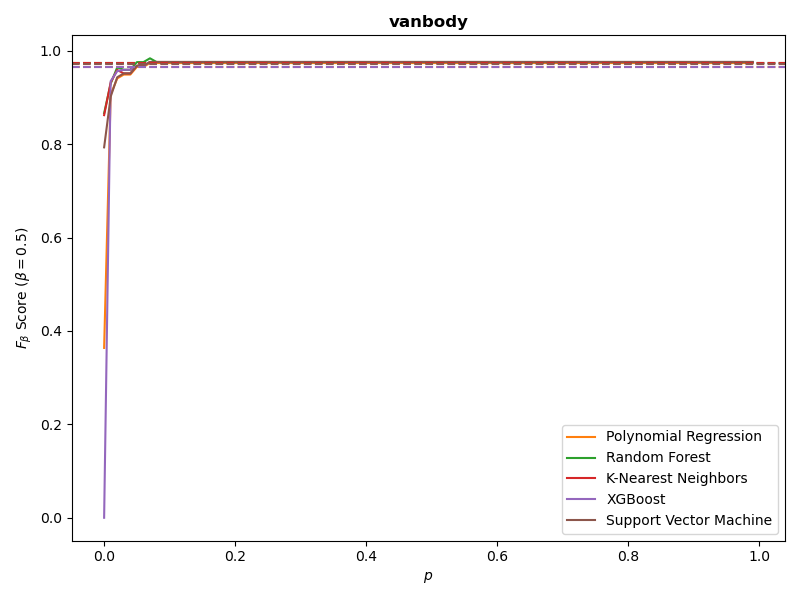 vanbody
1.0
0.8
0.6
0.4
0.2
0.0
F_β Score (β = 0.5)
0.0 0.2 0.4 0.6 0.8 1.0
p
Polynomial Regression
Random Forest
K-Nearest Neighbors
XGBoost
Support Vector Machine